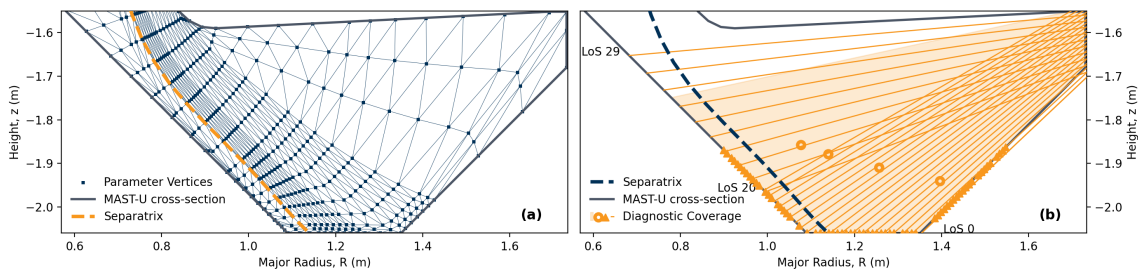 −1.6
−1.7
−1.8
−1.9
−2.0
Height, z (m)
Parameter Vertices
MAST-U cross-section
Separatrix
(a)
0.6 0.8 1.0 1.2 1.4 1.6
Major Radius, R (m)
LoS 29
LoS 20
LoS 0
Separatrix
MAST-U cross-section
Diagnostic Coverage
(b)
−1.6
−1.7
−1.8
−1.9
−2.0
Height, z (m)
0.6 0.8 1.0 1.2 1.4 1.6
Major Radius, R (m)